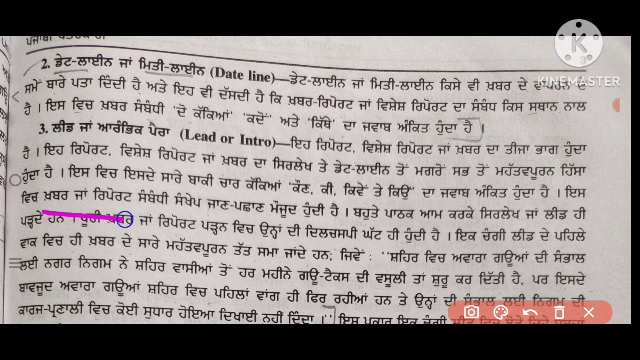 ਪੰਜਾਬੀ
2. ਡੇਟ-ਲਾਈਨ ਜਾਂ ਮਿਤੀ-ਲਾਈਨ (Date line)—ਡੇਟ-ਲਾਈਨ ਜਾਂ ਮਿਤੀ-ਲਾਈਨ ਕਿਸੇ ਵੀ ਖ਼ਬਰ ਦੇ ਵਾਪਰਨ ਦੇ
ਸਮੇਂ ਬਾਰੇ ਪਤਾ ਦਿੰਦੀ ਹੈ ਅਤੇ ਇਹ ਵੀ ਦੱਸਦੀ ਹੈ ਕਿ ਖ਼ਬਰ-ਰਿਪੋਰਟ ਜਾਂ ਵਿਸ਼ੇਸ਼ ਰਿਪੋਰਟ ਦਾ ਸੰਬੰਧ ਕਿਸ ਸਥਾਨ ਨਾਲ
ਹੈ । ਇਸ ਵਿਚ ਖ਼ਬਰ ਸੰਬੰਧੀ 'ਦੋ ਕੱਕਿਆਂ' 'ਕਦੋਂ' ਅਤੇ 'ਕਿੱਥੇ' ਦਾ ਜਵਾਬ ਅੰਕਿਤ ਹੁੰਦਾ ਹੈ ।
3. ਲੀਡ ਜਾਂ ਆਰੰਭਿਕ ਪੈਰਾ (Lead or Intro)—ਇਹ ਰਿਪੋਰਟ, ਵਿਸ਼ੇਸ਼ ਰਿਪੋਰਟ ਜਾਂ ਖ਼ਬਰ ਦਾ ਤੀਜਾ ਭਾਗ ਹੁੰਦਾ
ਹੈ । ਇਹ ਰਿਪੋਰਟ, ਵਿਸ਼ੇਸ਼ ਰਿਪੋਰਟ ਜਾਂ ਖ਼ਬਰ ਦਾ ਸਿਰਲੇਖ ਤੇ ਡੇਟ-ਲਾਈਨ ਤੋਂ ਮਗਰੋਂ ਸਭ ਤੋਂ ਮਹੱਤਵਪੂਰਨ ਹਿੱਸਾ
ਹੁੰਦਾ ਹੈ । ਇਸ ਵਿਚ ਇਸਦੇ ਸਾਰੇ ਬਾਕੀ ਚਾਰ ਕੱਕਿਆਂ 'ਕੌਣ, ਕੀ, ਕਿਵੇਂ ਤੇ ਕਿਉਂ' ਦਾ ਜਵਾਬ ਅੰਕਿਤ ਹੁੰਦਾ ਹੈ । ਇਸ
ਵਿਚ ਖ਼ਬਰ ਜਾਂ ਰਿਪੋਰਟ ਸੰਬੰਧੀ ਸੰਖੇਪ ਜਾਣ-ਪਛਾਣ ਮੌਜੂਦ ਹੁੰਦੀ ਹੈ । ਬਹੁਤੇ ਪਾਠਕ ਆਮ ਕਰਕੇ ਸਿਰਲੇਖ ਜਾਂ ਲੀਡ ਹੀ
ਪੜ੍ਹਦੇ ਹਨ । ਪੂਰੀ ਖ਼ਬਰ ਜਾਂ ਰਿਪੋਰਟ ਪੜ੍ਹਨ ਵਿਚ ਉਨ੍ਹਾਂ ਦੀ ਦਿਲਚਸਪੀ ਘੱਟ ਹੀ ਹੁੰਦੀ ਹੈ । ਇਕ ਚੰਗੀ ਲੀਡ ਦੇ ਪਹਿਲੇ
ਵਾਕ ਵਿਚ ਹੀ ਖ਼ਬਰ ਦੇ ਸਾਰੇ ਮਹੱਤਵਪੂਰਨ ਤੱਤ ਸਮਾ ਜਾਂਦੇ ਹਨ; ਜਿਵੇਂ : "ਸ਼ਹਿਰ ਵਿਚ ਅਵਾਰਾ ਗਊਆਂ ਦੀ ਸੰਭਾਲ
ਲਈ ਨਗਰ ਨਿਗਮ ਨੇ ਸ਼ਹਿਰ ਵਾਸੀਆਂ ਤੋਂ ਹਰ ਮਹੀਨੇ ਗਊ-ਟੈਕਸ ਦੀ ਵਸੂਲੀ ਤਾਂ ਸ਼ੁਰੂ ਕਰ ਦਿੱਤੀ ਹੈ, ਪਰ ਇਸਦੇ
ਬਾਵਜੂਦ ਅਵਾਰਾ ਗਊਆਂ ਸ਼ਹਿਰ ਵਿਚ ਪਹਿਲਾਂ ਵਾਂਗ ਹੀ ਫਿਰ ਰਹੀਆਂ ਹਨ ਤੇ ਉਨ੍ਹਾਂ ਦੀ ਸੰਭਾਲ ਲਈ ਨਿਗਮ ਦੀ
ਕਾਰਜ-ਪ੍ਰਣਾਲੀ ਵਿਚ ਕੋਈ ਸੁਧਾਰ ਹੋਇਆ ਦਿਖਾਈ ਨਹੀਂ ਦਿੰਦਾ ।" ਇਸ ਪ੍ਰਕਾਰ ਇਕ ਚੰਗੀ
KINEMASTER